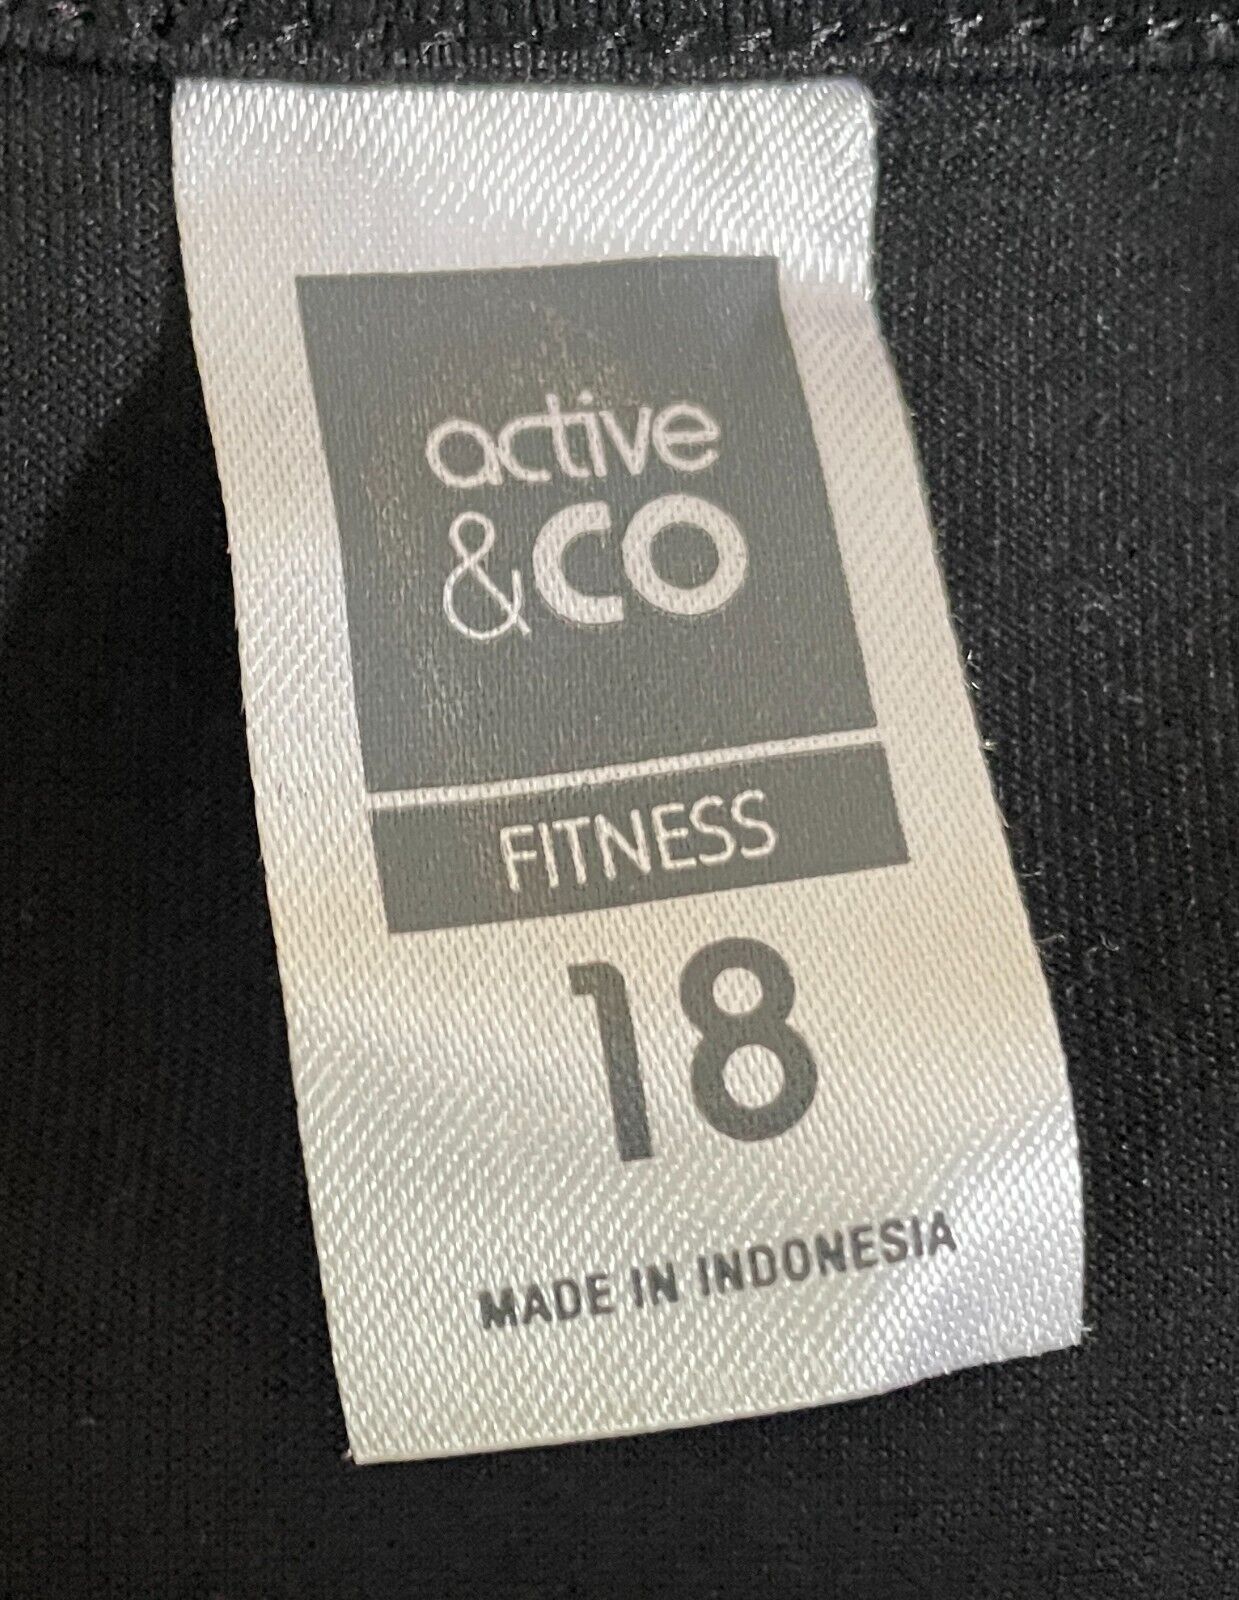 active
&CO
FITNESS
18
MADE IN INDONESIA